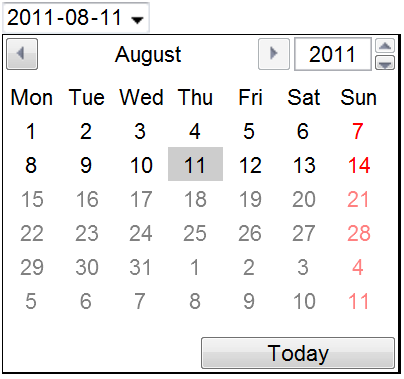 2011-08-11
August 2011
Mon Tue Wed Thu Fri Sat Sun
1 2 3 4 5 6 7
8 9 10 11 12 13 14
15 16 17 18 19 20 21
22 23 24 25 26 27 28
29 30 31 1 2 3 4
5 6 7 8 9 10 11
Today